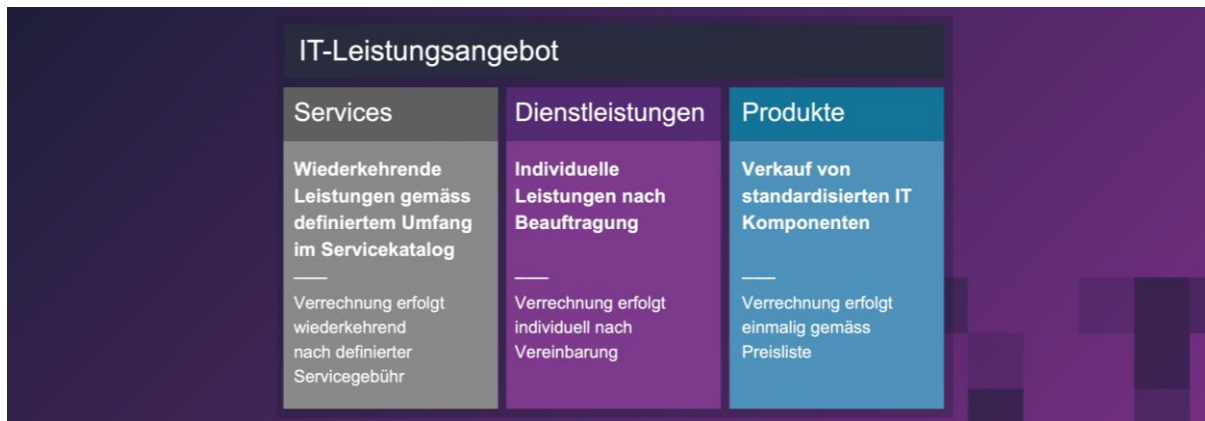 IT-Leistungsangebot
Services
Wiederkehrende
Leistungen gemäss
definiertem Umfang
im Servicekatalog
Verrechnung erfolgt
wiederkehrend
nach definierter
Servicegebühr
Dienstleistungen
Individuelle
Leistungen nach
Beauftragung
Verrechnung erfolgt
individuell nach
Vereinbarung
Produkte
Verkauf von
standardisierten IT
Komponenten
Verrechnung erfolgt
einmalig gemäss
Preisliste